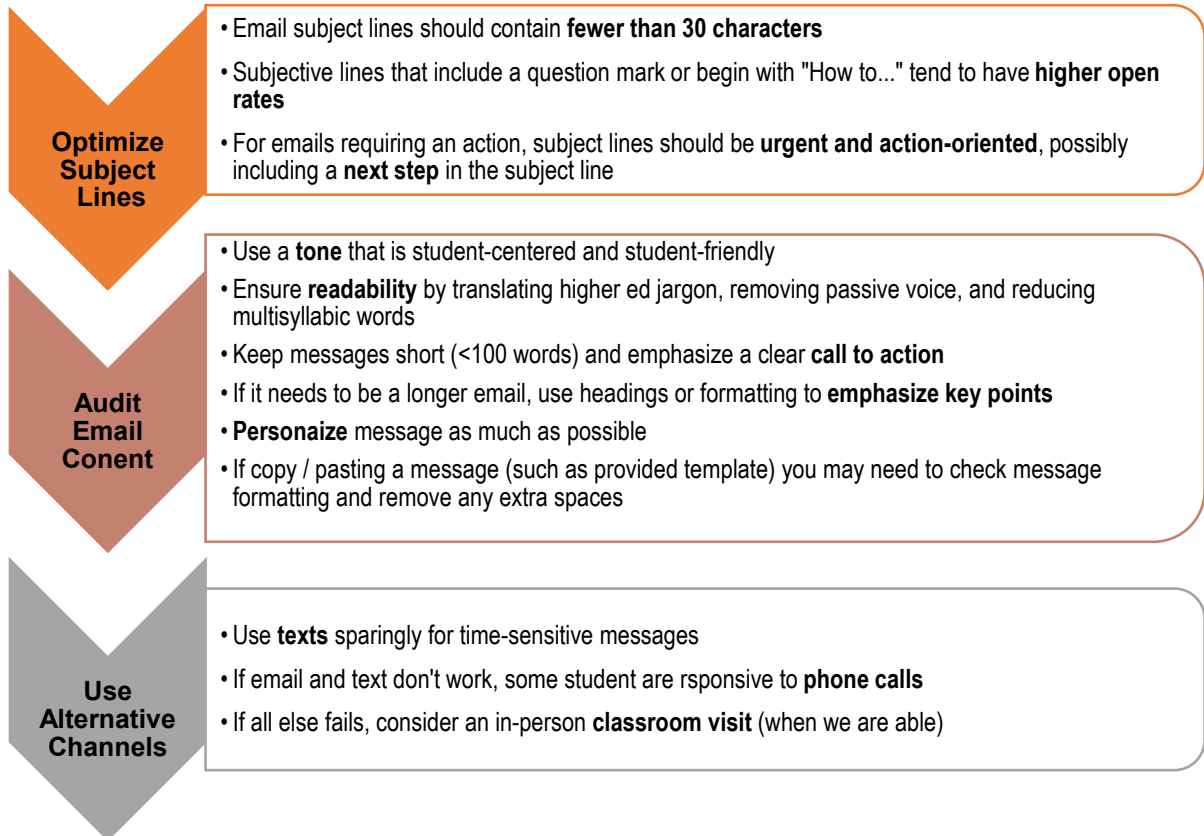 Optimize
Subject
Lines
• Email subject lines should contain fewer than 30 characters
• Subjective lines that include a question mark or begin with "How to..." tend to have higher open
rates
• For emails requiring an action, subject lines should be urgent and action-oriented, possibly
including a next step in the subject line
Audit
Email
Conent
• Use a tone that is student-centered and student-friendly
• Ensure readability by translating higher ed jargon, removing passive voice, and reducing
multisyllabic words
• Keep messages short (<100 words) and emphasize a clear call to action
• If it needs to be a longer email, use headings or formatting to emphasize key points
• Personaize message as much as possible
• If copy / pasting a message (such as provided template) you may need to check message
formatting and remove any extra spaces
Use
Alternative
Channels
• Use texts sparingly for time-sensitive messages
• If email and text don't work, some student are rsponsive to phone calls
• If all else fails, consider an in-person classroom visit (when we are able)